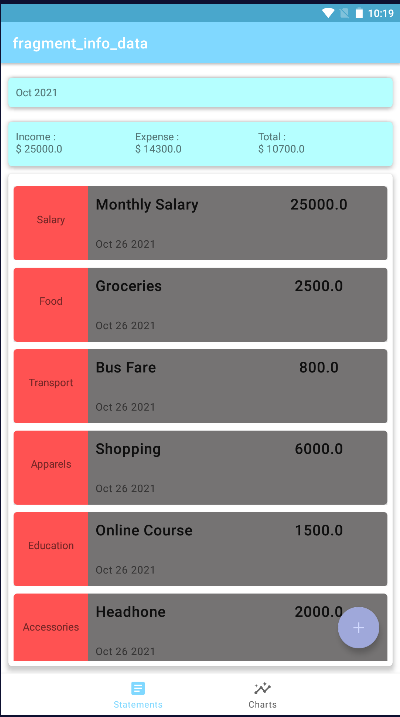 10:19
fragment_info_data
Oct 2021
Income : Expense : Total :
$ 25000.0 $ 14300.0 $ 10700.0
Salary
Monthly Salary 25000.0
Oct 26 2021
Food
Groceries 2500.0
Oct 26 2021
Transport
Bus Fare 800.0
Oct 26 2021
Apparels
Shopping 6000.0
Oct 26 2021
Education
Online Course 1500.0
Oct 26 2021
Accessories
Headhone 2000.0
Oct 26 2021
+
Statements Charts